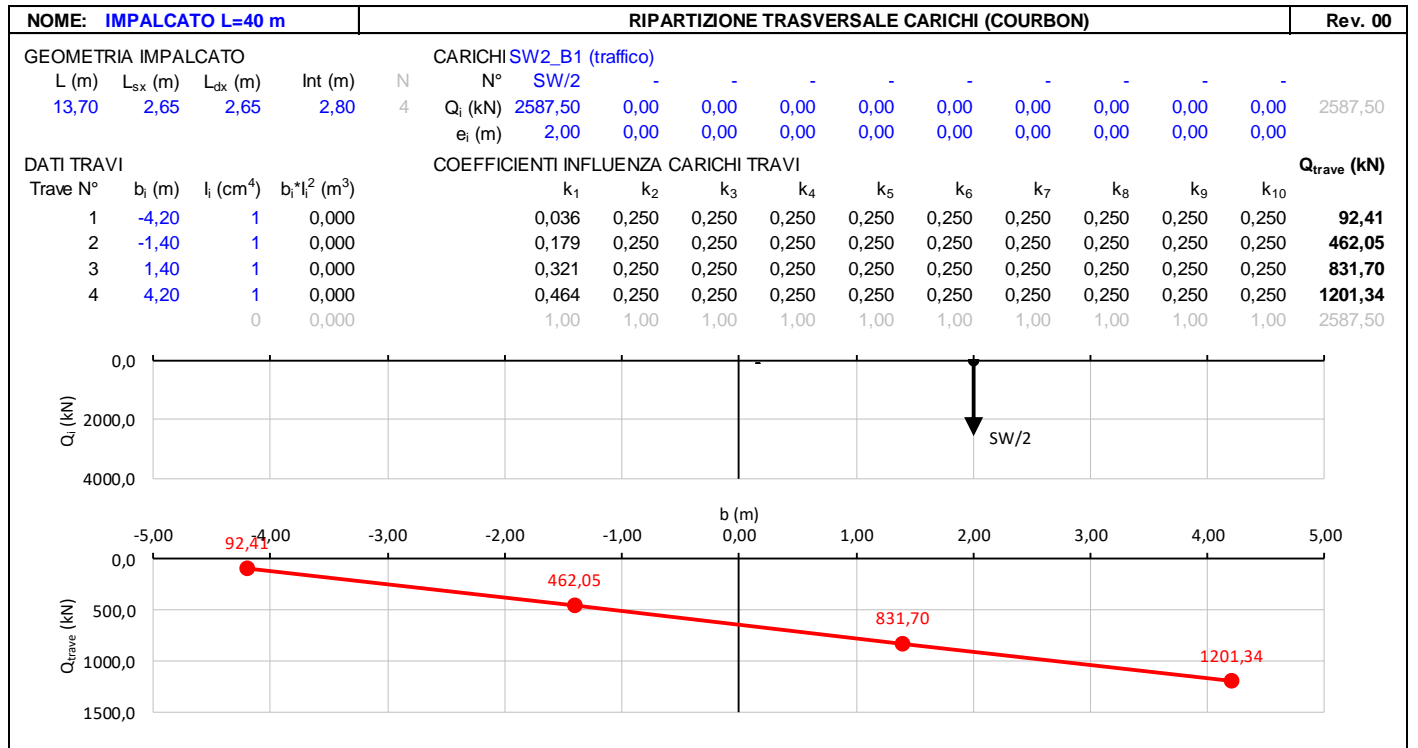 NOME: IMPALCATO L=40 m RIPARTIZIONE TRASVERSALE CARICHI (COURBON) Rev. 00
GEOMETRIA IMPALCATO CARICHI SW2_B1 (traffico)
L (m) Lsx (m) Ldx (m) Int (m) N N° SW/2 - - - - - - - - -
13,70 2,65 2,65 2,80 4 Qi (kN) 2587,50 0,00 0,00 0,00 0,00 0,00 0,00 0,00 0,00 0,00 2587,50
ei (m) 2,00 0,00 0,00 0,00 0,00 0,00 0,00 0,00 0,00 0,00
DATI TRAVI COEFFICIENTI INFLUENZA CARICHI TRAVI Qtrave (kN)
Trave N° bi (m) Ii (cm4) bi*Ii2 (m3) k1 k2 k3 k4 k5 k6 k7 k8 k9 k10
1 -4,20 1 0,000 0,036 0,250 0,250 0,250 0,250 0,250 0,250 0,250 0,250 0,250 92,41
2 -1,40 1 0,000 0,179 0,250 0,250 0,250 0,250 0,250 0,250 0,250 0,250 0,250 462,05
3 1,40 1 0,000 0,321 0,250 0,250 0,250 0,250 0,250 0,250 0,250 0,250 0,250 831,70
4 4,20 1 0,000 0,464 0,250 0,250 0,250 0,250 0,250 0,250 0,250 0,250 0,250 1201,34
0 0,000 1,00 1,00 1,00 1,00 1,00 1,00 1,00 1,00 1,00 1,00 2587,50
0,0
2000,0
4000,0
Qi (kN)
SW/2
b (m)
-5,00 -4,00 -3,00 -2,00 -1,00 0,00 1,00 2,00 3,00 4,00 5,00
0,0
500,0
1000,0
1500,0
Qtrave (kN)
92,41
462,05
831,70
1201,34